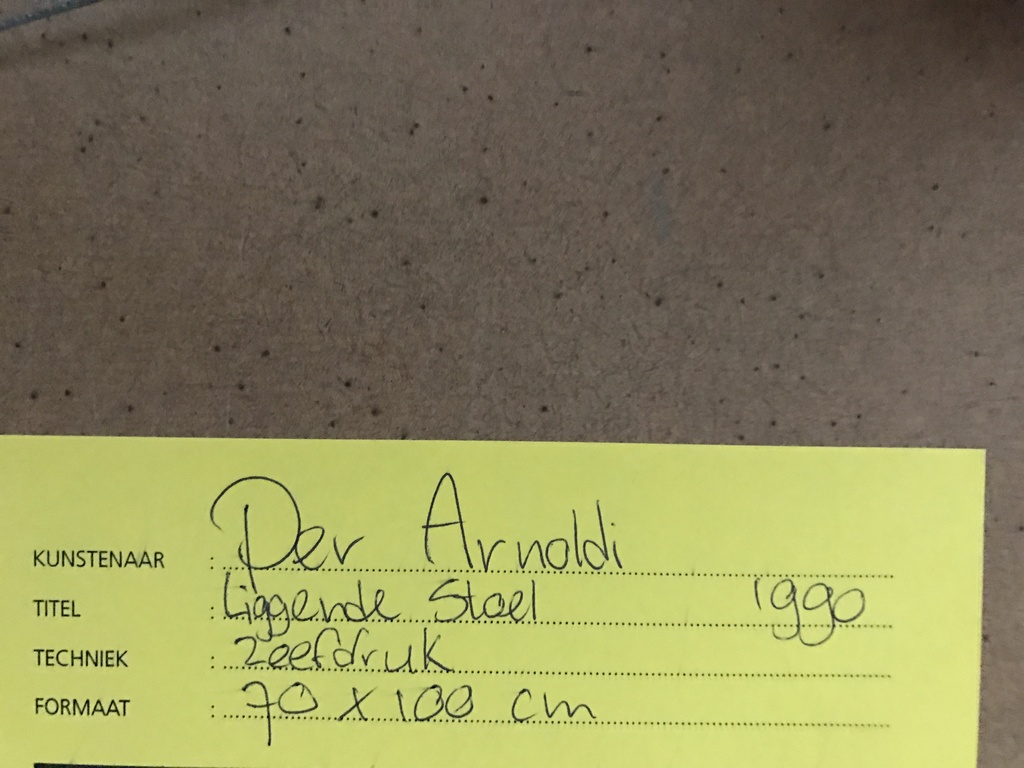 KUNSTENAAR : Per Arnoldi
TITEL : Liggende Stoel 1990
TECHNIEK : Zeefdruk
FORMAAT : 70 x 100 cm